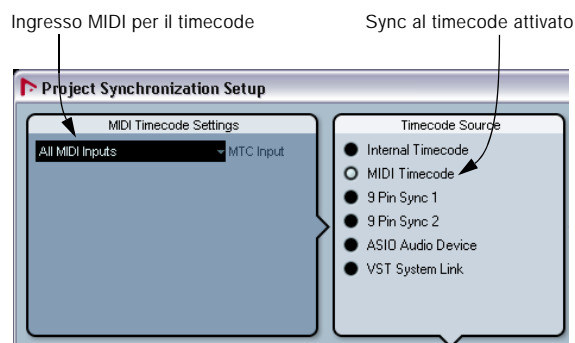 Ingresso MIDI per il timecode
Sync al timecode attivato
Project Synchronization Setup
MIDI Timecode Settings
All MIDI Inputs
MTC Input
Timecode Source
Internal Timecode
MIDI Timecode
9 Pin Sync 1
9 Pin Sync 2
ASIO Audio Device
VST System Link